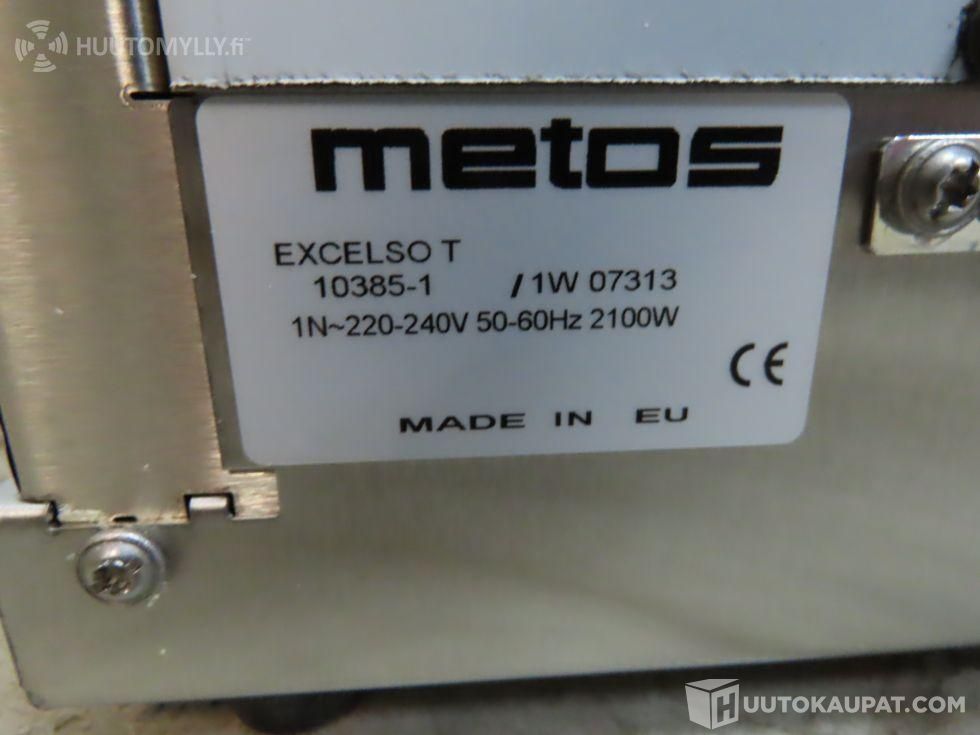 HUUTOMYLLY.fi™
metos
EXCELSO T
10385-1 / 1W 07313
1N~220-240V 50-60Hz 2100W
CE
MADE IN EU
HUUTOKAUPAT.COM